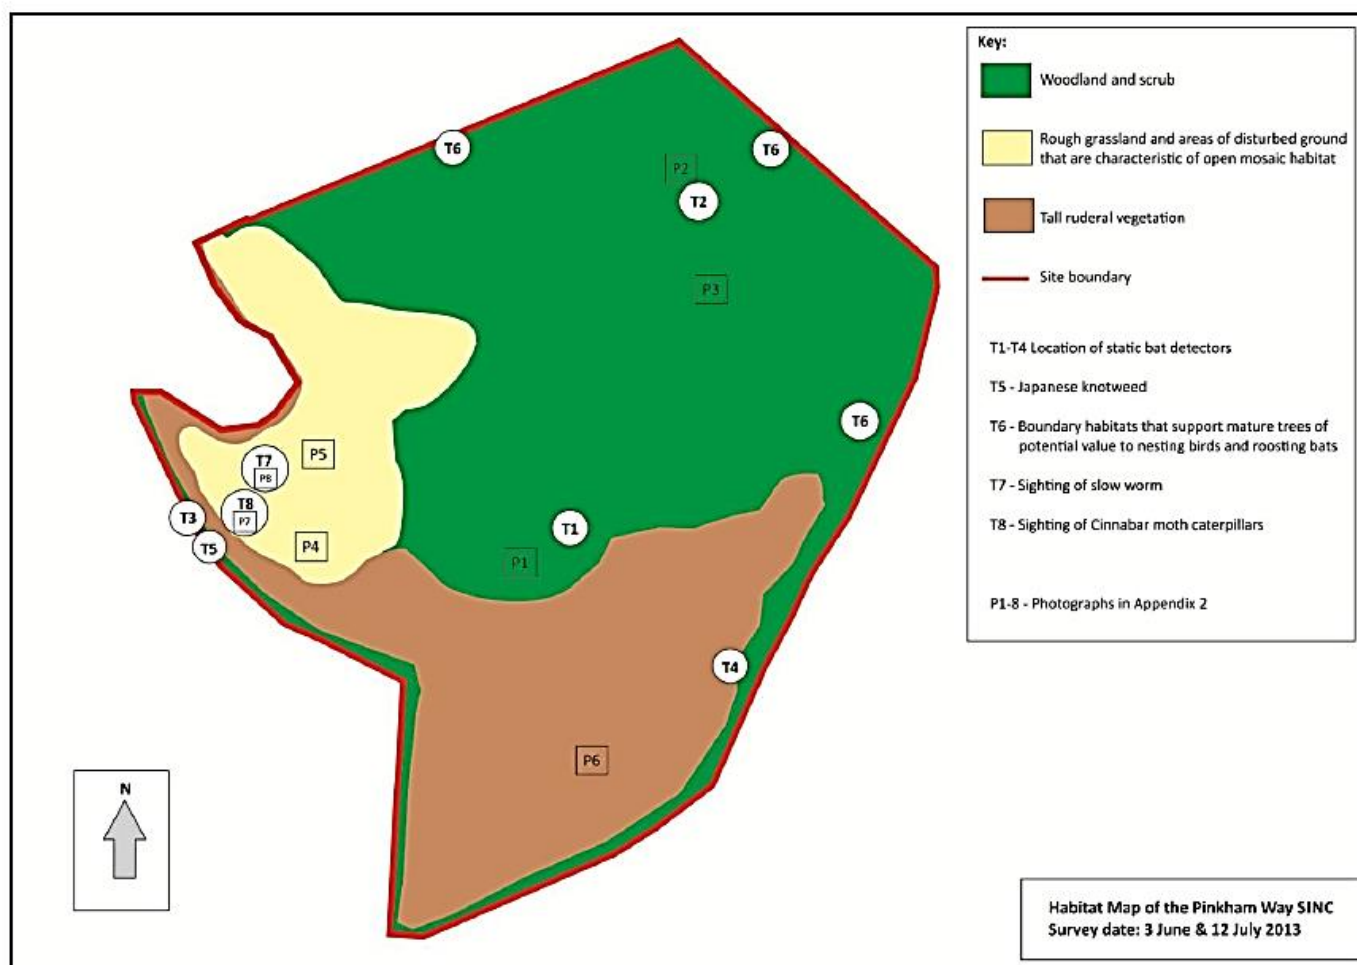 Key:
Woodland and scrub
Rough grassland and areas of disturbed ground
that are characteristic of open mosaic habitat
Tall ruderal vegetation
Site boundary
T1-T4 Location of static bat detectors
T5 - Japanese knotweed
T6 - Boundary habitats that support mature trees of
potential value to nesting birds and roosting bats
T7 - Sighting of slow worm
T8 - Sighting of Cinnabar moth caterpillars
P1-8 - Photographs in Appendix 2
T6
T6
P2
T2
P3
T6
P5
T7
P8
T8
P7
T3
T5
P4
T1
P1
T4
P6
N
Habitat Map of the Pinkham Way SINC
Survey date: 3 June & 12 July 2013